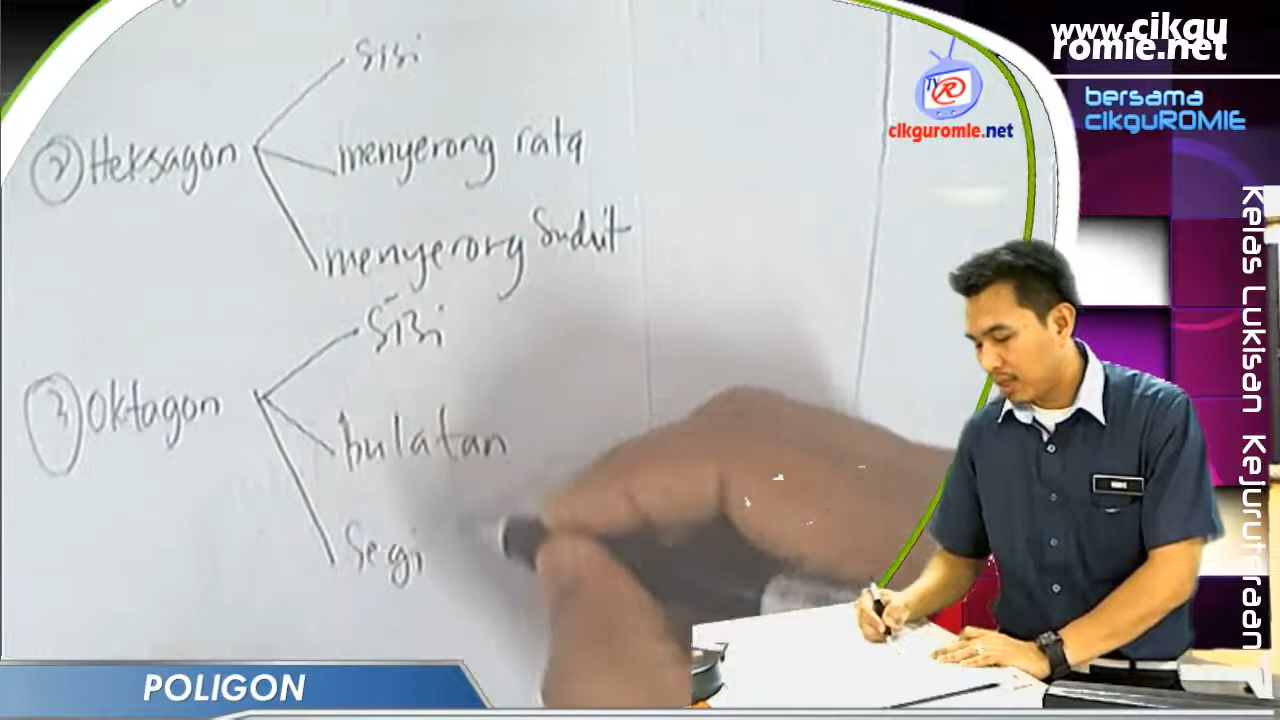 www.cikgu
romie.net
bersama
cikguROMIE
TV R
cikguromie.net
sisi
② Heksagon
menyerong rata
menyerong Sudut
sisi
③ Oktagon
bulatan
Segi
Kelas Lukisan Kejuruteraan
POLIGON